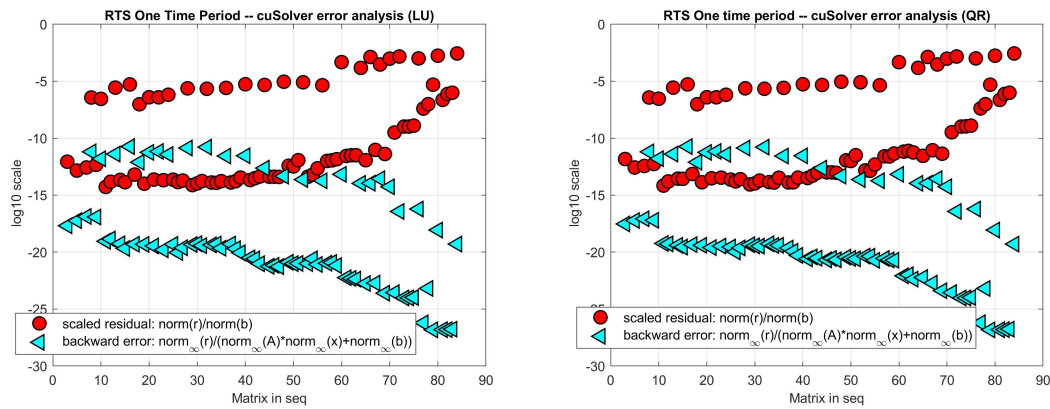 RTS One Time Period -- cuSolver error analysis (LU)
0
-5
-10
-15
-20
-25
-30
log10 scale
scaled residual: norm(r)/norm(b)
backward error: norm∞(r)/(norm∞(A)*norm∞(x)+norm∞(b))
0 10 20 30 40 50 60 70 80 90
Matrix in seq
RTS One time period -- cuSolver error analysis (QR)
0
-5
-10
-15
-20
-25
-30
log10 scale
scaled residual: norm(r)/norm(b)
backward error: norm∞(r)/(norm∞(A)*norm∞(x)+norm∞(b))
0 10 20 30 40 50 60 70 80 90
Matrix in seq